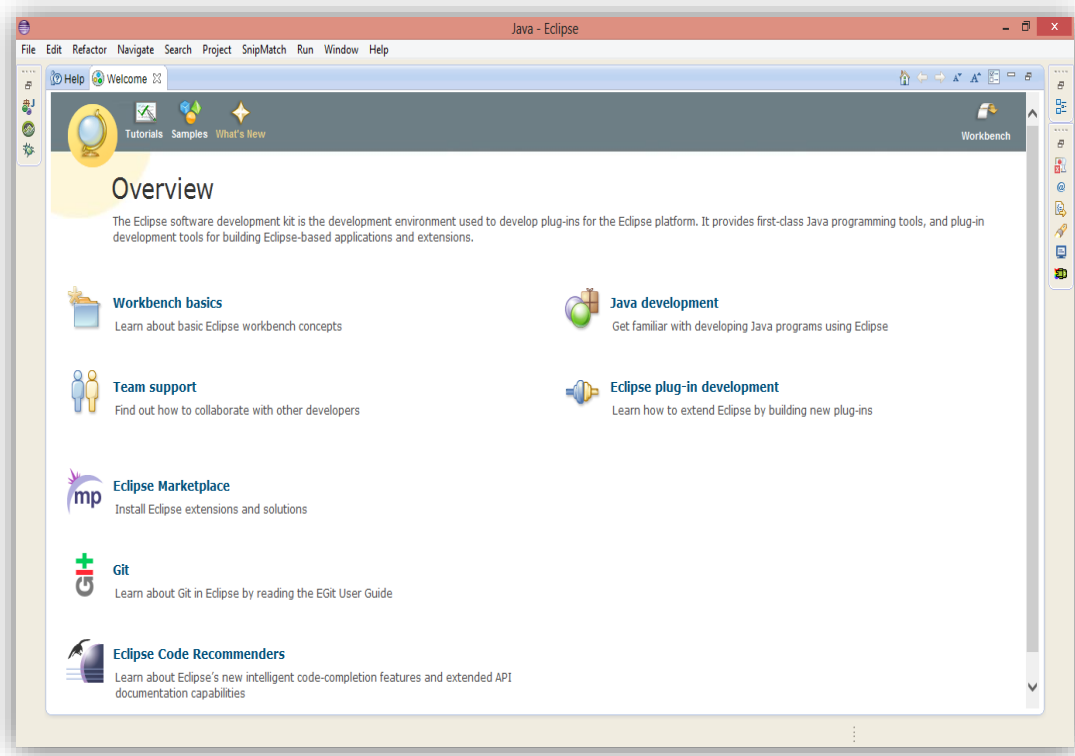 Java - Eclipse
File Edit Refactor Navigate Search Project SnipMatch Run Window Help
Help Welcome
Tutorials Samples What's New Workbench
Overview
The Eclipse software development kit is the development environment used to develop plug-ins for the Eclipse platform. It provides first-class Java programming tools, and plug-in
development tools for building Eclipse-based applications and extensions.
Workbench basics
Learn about basic Eclipse workbench concepts
Java development
Get familiar with developing Java programs using Eclipse
Team support
Find out how to collaborate with other developers
Eclipse plug-in development
Learn how to extend Eclipse by building new plug-ins
mp
Eclipse Marketplace
Install Eclipse extensions and solutions
GIt
Git
Learn about Git in Eclipse by reading the EGit User Guide
Eclipse Code Recommenders
Learn about Eclipse's new intelligent code-completion features and extended API
documentation capabilities